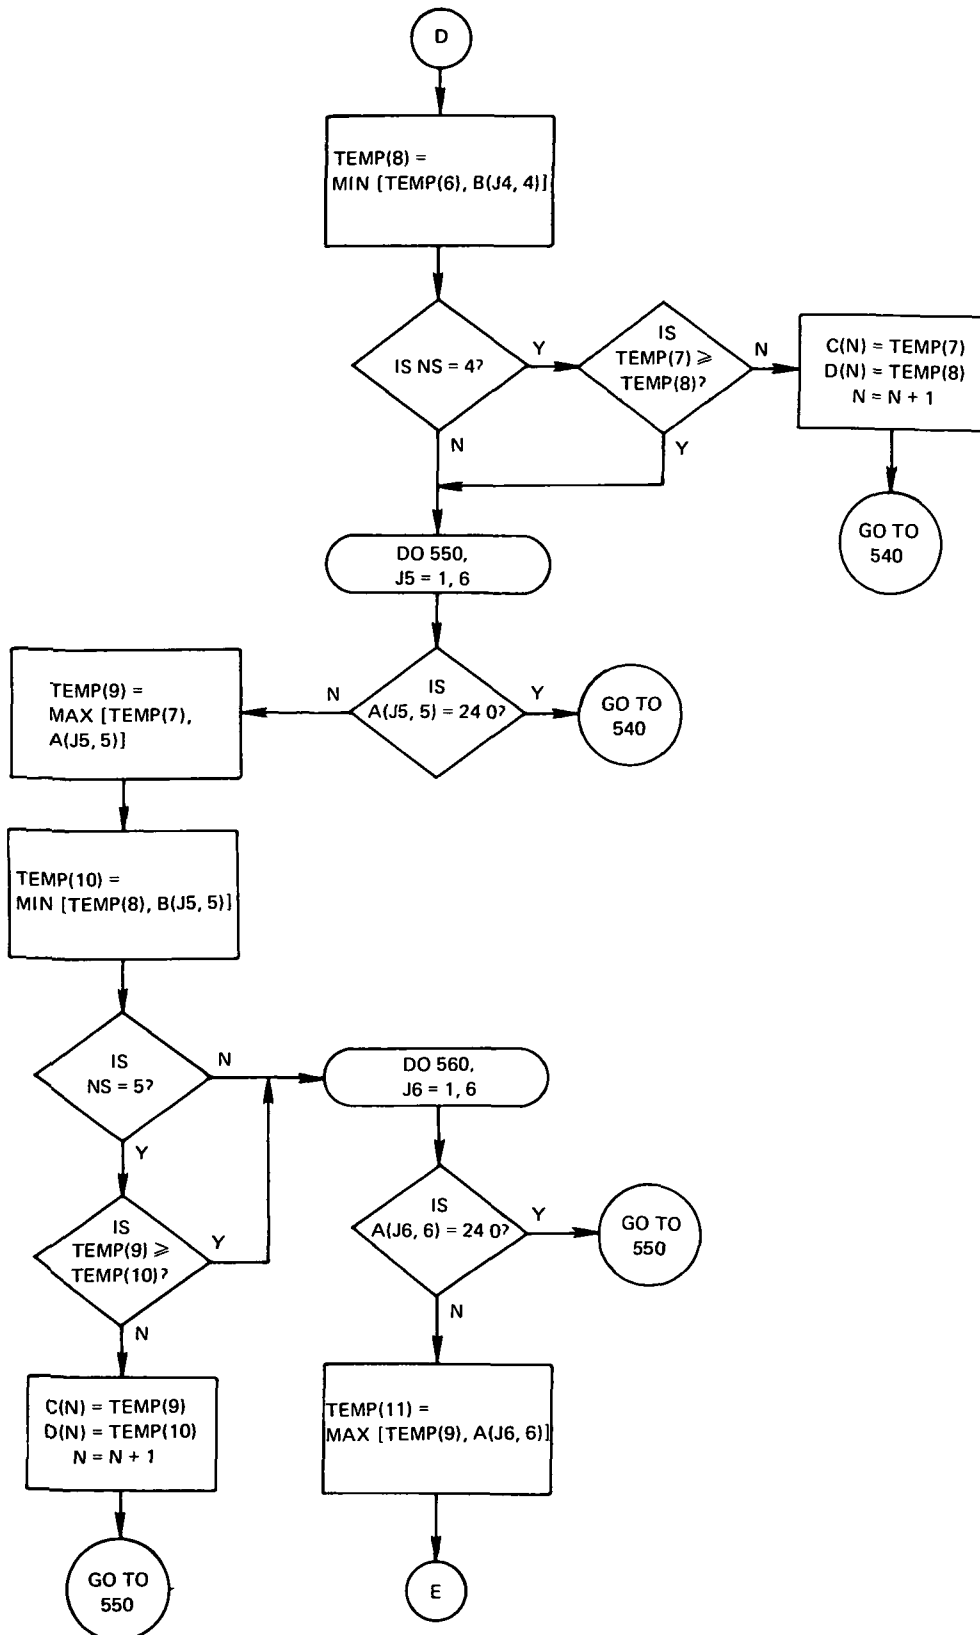 D
TEMP(8) =
MIN [TEMP(6), B(J4, 4)]
IS NS = 4?
Y
N
IS
TEMP(7) ⩾
TEMP(8)?
N
Y
C(N) = TEMP(7)
D(N) = TEMP(8)
N = N + 1
GO TO
540
DO 550,
J5 = 1, 6
IS
A(J5, 5) = 24 0?
N
Y
GO TO
540
TEMP(9) =
MAX [TEMP(7),
A(J5, 5)]
TEMP(10) =
MIN [TEMP(8), B(J5, 5)]
IS
NS = 5?
N
Y
IS
TEMP(9) ⩾
TEMP(10)?
Y
N
C(N) = TEMP(9)
D(N) = TEMP(10)
N = N + 1
GO TO
550
DO 560,
J6 = 1, 6
IS
A(J6, 6) = 24 0?
Y
N
GO TO
550
TEMP(11) =
MAX [TEMP(9), A(J6, 6)]
E